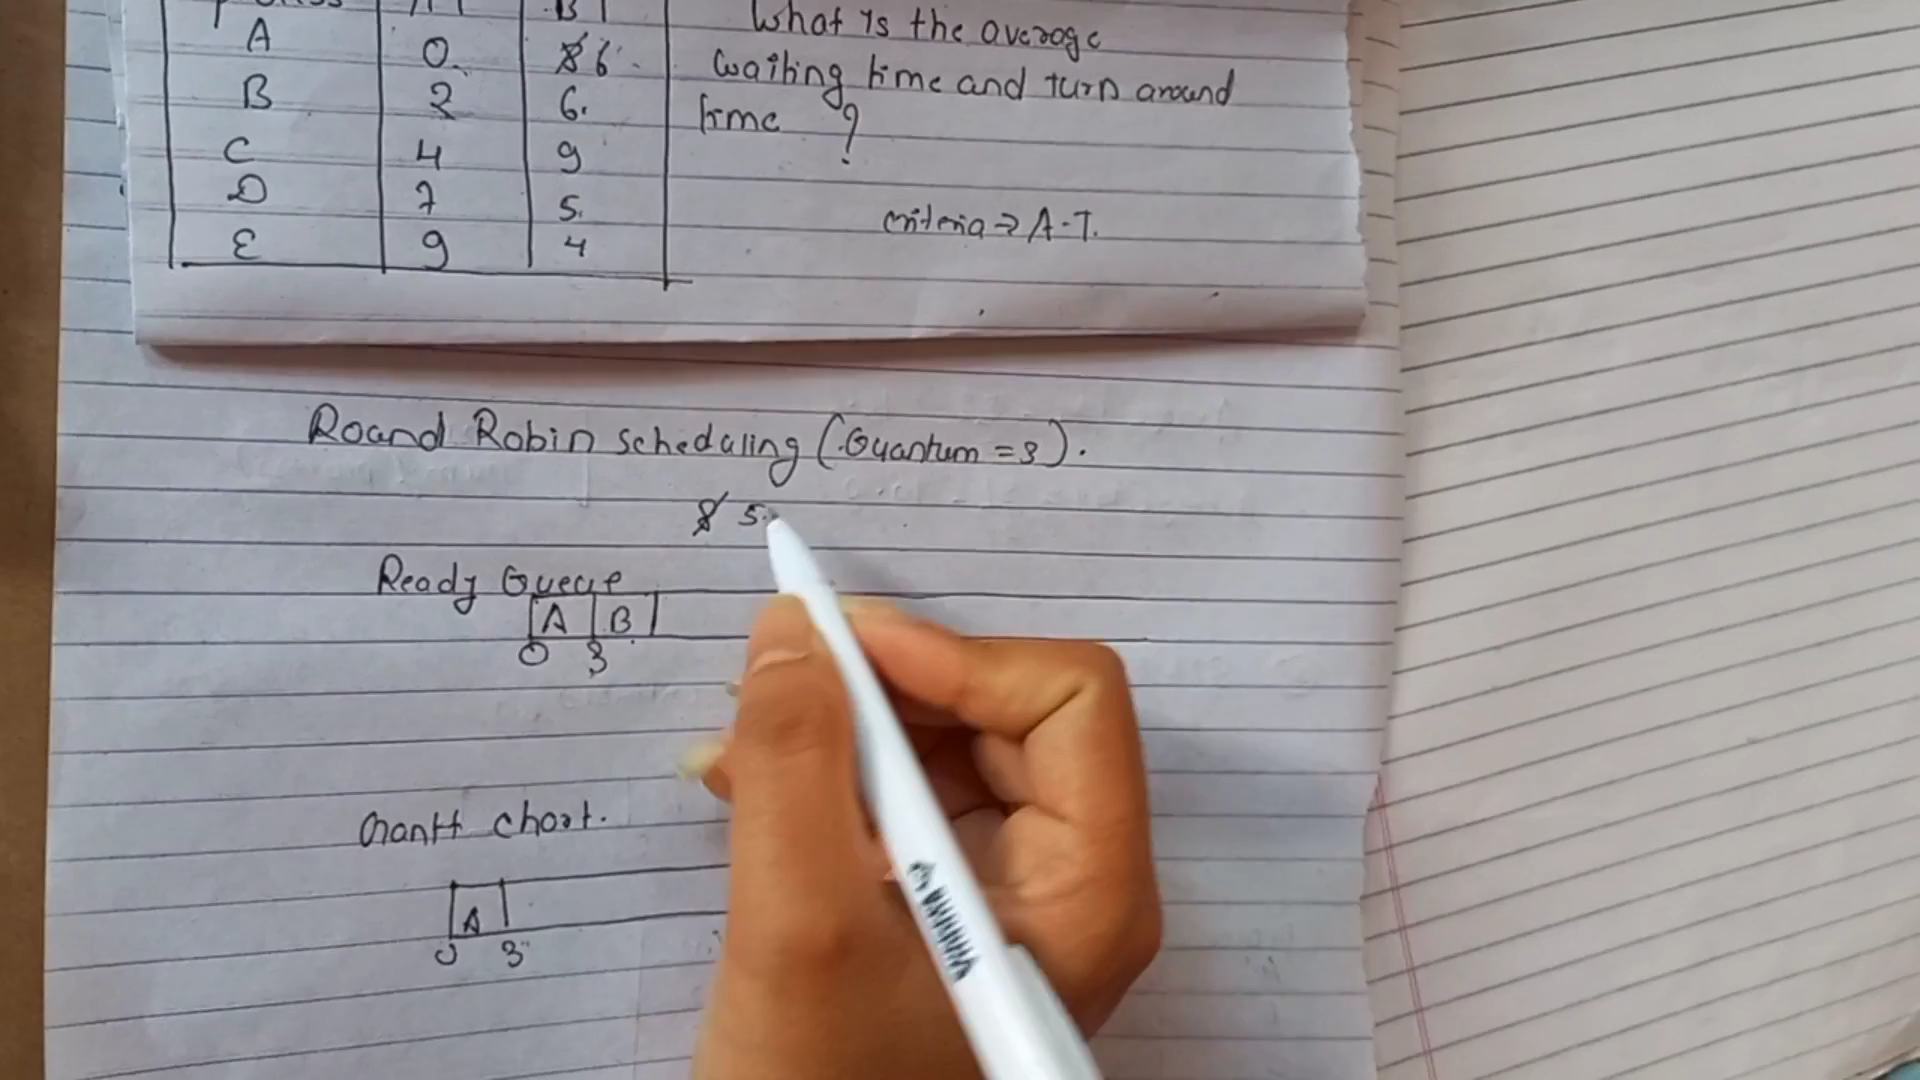 A 0 8 6
What is the average
B 2 6
waiting time and turn around
time ?
C 4 9
D 7 5
criteria → A.T.
E 9 4
Round Robin scheduling (Quantum = 3).
8 5
Ready Queue
A B
0 3
Gantt chart.
A
0 3